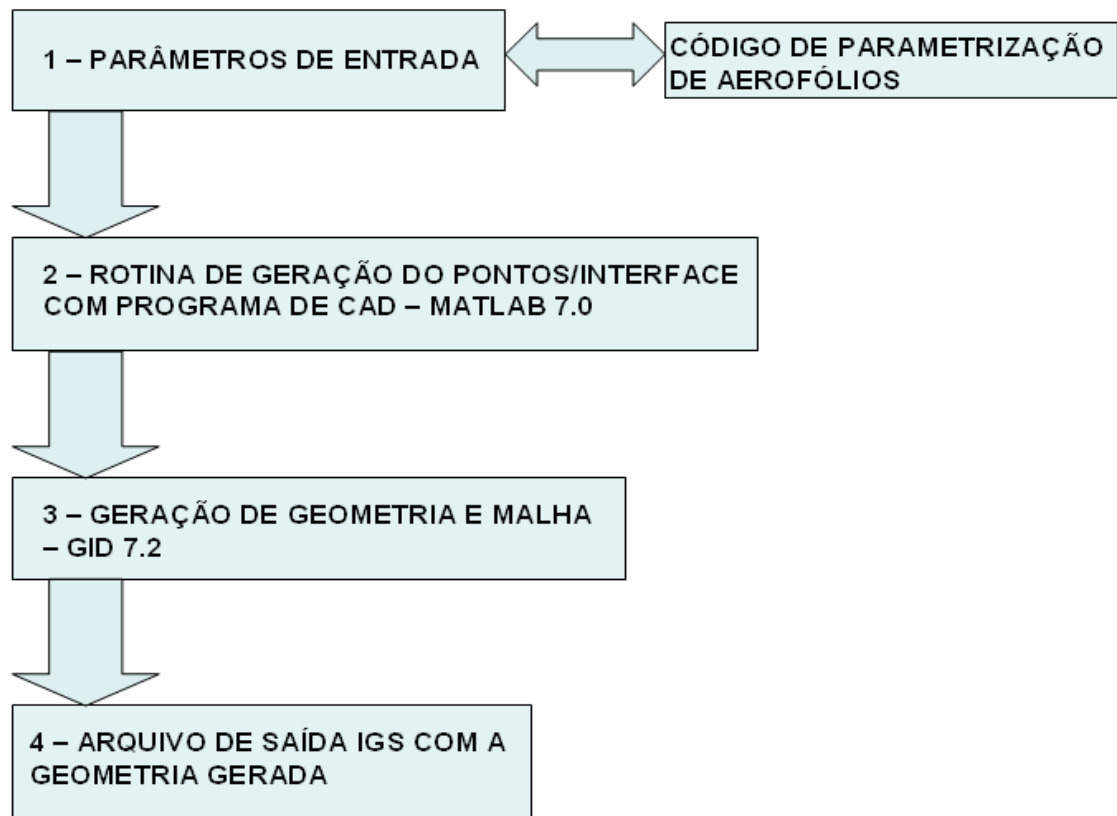 1 – PARÂMETROS DE ENTRADA
CÓDIGO DE PARAMETRIZAÇÃO
DE AEROFÓLIOS
2 – ROTINA DE GERAÇÃO DO PONTOS/INTERFACE
COM PROGRAMA DE CAD – MATLAB 7.0
3 – GERAÇÃO DE GEOMETRIA E MALHA
– GID 7.2
4 – ARQUIVO DE SAÍDA IGS COM A
GEOMETRIA GERADA